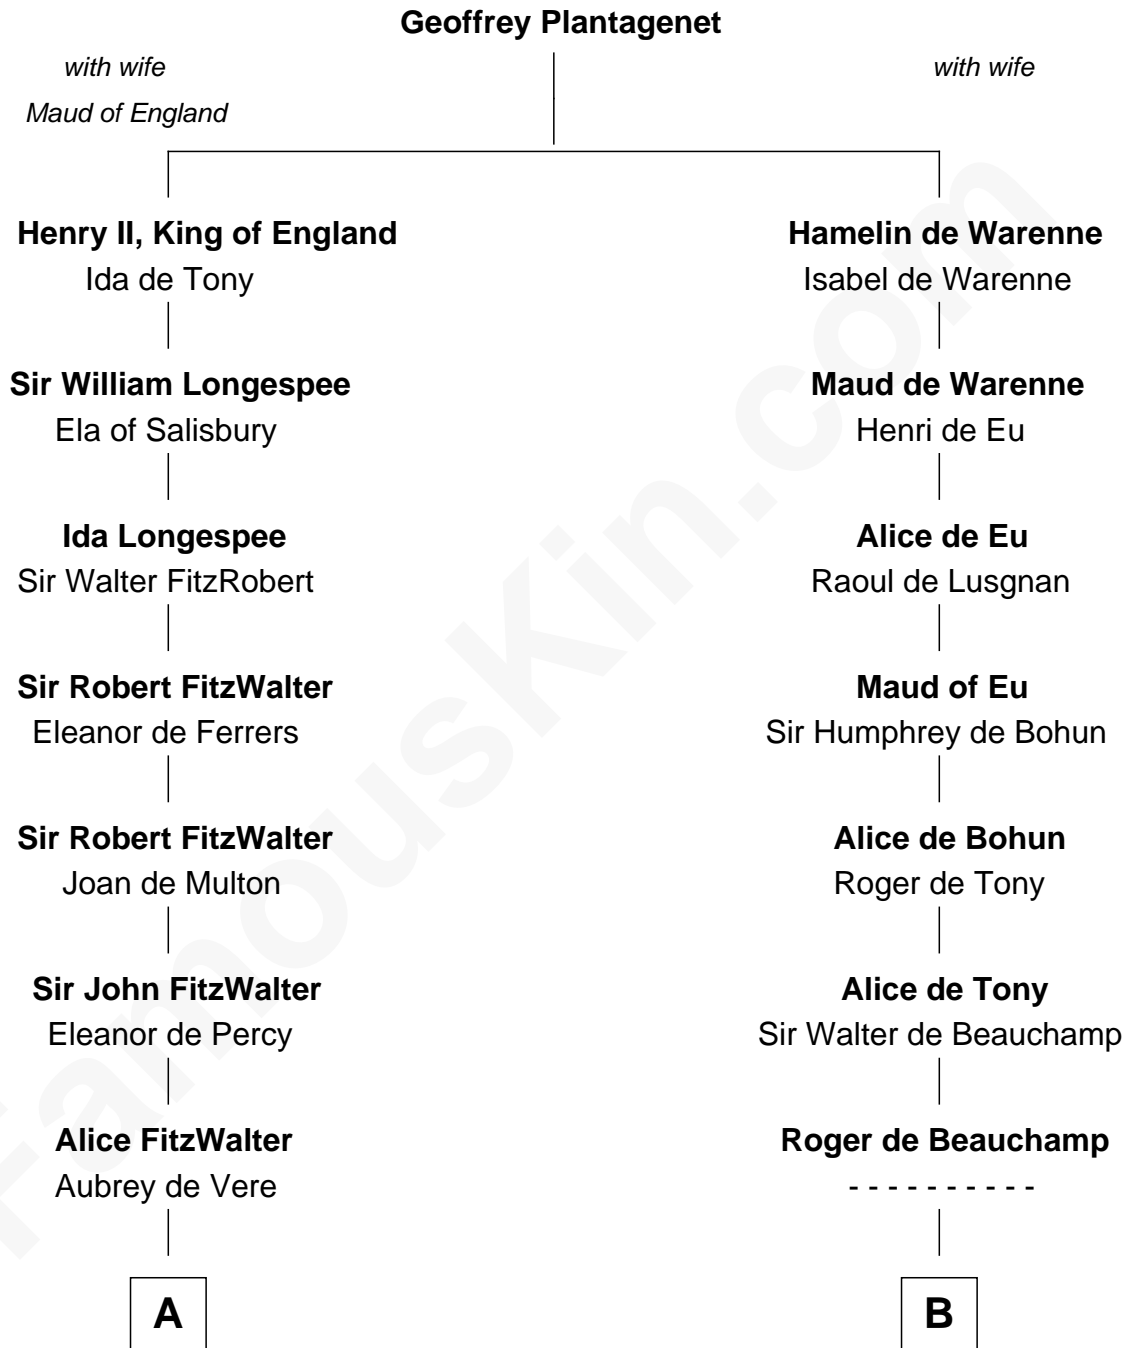 Geoffrey Plantagenet
with wife
Maud of England
with wife
Henry II, King of England
Ida de Tony
Hamelin de Warenne
Isabel de Warenne
Sir William Longespee
Ela of Salisbury
Maud de Warenne
Henri de Eu
Ida Longespee
Sir Walter FitzRobert
Alice de Eu
Raoul de Lusgnan
Sir Robert FitzWalter
Eleanor de Ferrers
Maud of Eu
Sir Humphrey de Bohun
Sir Robert FitzWalter
Joan de Multon
Alice de Bohun
Roger de Tony
Sir John FitzWalter
Eleanor de Percy
Alice de Tony
Sir Walter de Beauchamp
Alice FitzWalter
Aubrey de Vere
Roger de Beauchamp
- - - - - - - - - -
A
B
FamousKin.com